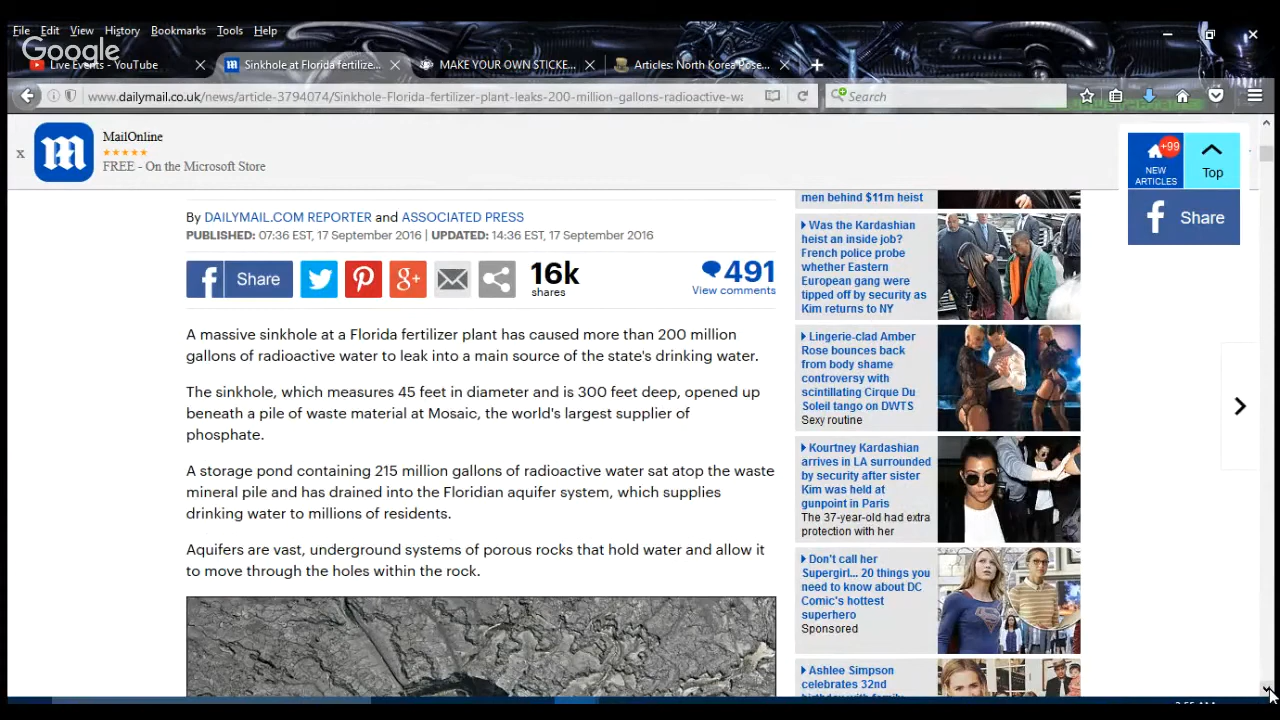 File Edit View History Bookmarks Tools Help
Google
Live Events - YouTube
Sinkhole at Florida fertilize...
MAKE YOUR OWN STICKE...
Articles: North Korea Pose...
www.dailymail.co.uk/news/article-3794074/Sinkhole-Florida-fertilizer-plant-leaks-200-million-gallons-radioactive-wa
Search
x
MailOnline
FREE - On the Microsoft Store
+99
NEW
ARTICLES
Top
Share
By DAILYMAIL.COM REPORTER and ASSOCIATED PRESS
PUBLISHED: 07:36 EST, 17 September 2016 | UPDATED: 14:36 EST, 17 September 2016
Share
16k
shares
491
View comments
A massive sinkhole at a Florida fertilizer plant has caused more than 200 million
gallons of radioactive water to leak into a main source of the state's drinking water.
The sinkhole, which measures 45 feet in diameter and is 300 feet deep, opened up
beneath a pile of waste material at Mosaic, the world's largest supplier of
phosphate.
A storage pond containing 215 million gallons of radioactive water sat atop the waste
mineral pile and has drained into the Floridian aquifer system, which supplies
drinking water to millions of residents.
Aquifers are vast, underground systems of porous rocks that hold water and allow it
to move through the holes within the rock.
men behind $11m heist
Was the Kardashian
heist an inside job?
French police probe
whether Eastern
European gang were
tipped off by security as
Kim returns to NY
Lingerie-clad Amber
Rose bounces back
from body shame
controversy with
scintillating Cirque Du
Soleil tango on DWTS
Sexy routine
Kourtney Kardashian
arrives in LA surrounded
by security after sister
Kim was held at
gunpoint in Paris
The 37-year-old had extra
protection with her
Don't call her
Supergirl... 20 things you
need to know about DC
Comic's hottest
superhero
Sponsored
Ashlee Simpson
celebrates 32nd
birthday with family